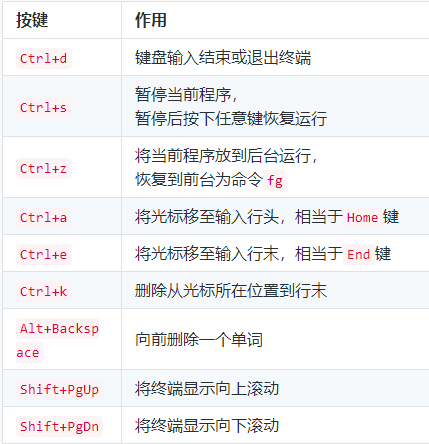 按键 作用
Ctrl+d 键盘输入结束或退出终端
Ctrl+s 暂停当前程序,
暂停后按下任意键恢复运行
Ctrl+z 将当前程序放到后台运行,
恢复到前台为命令 fg
Ctrl+a 将光标移至输入行头，相当于 Home 键
Ctrl+e 将光标移至输入行末，相当于 End 键
Ctrl+k 删除从光标所在位置到行末
Alt+Backsp
ace
向前删除一个单词
Shift+PgUp 将终端显示向上滚动
Shift+PgDn 将终端显示向下滚动